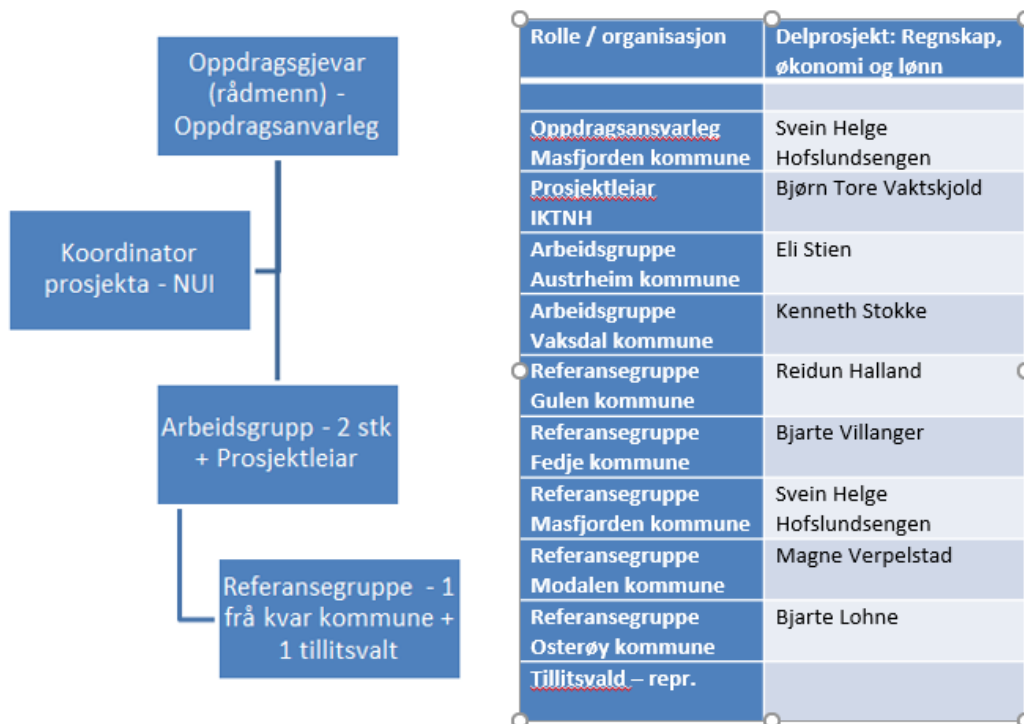 Oppdragsgjevar
(rådmenn) -
Oppdragsanvarleg
Koordinator
prosjekta - NUI
Arbeidsgrupp - 2 stk
+ Prosjektleiar
Referansegruppe - 1
frå kvar kommune +
1 tillitsvalt
Rolle / organisasjon
Delprosjekt: Regnskap,
økonomi og lønn
Oppdragsansvarleg
Masfjorden kommune
Svein Helge
Hofslundsengen
Prosjektleiar
IKTNH
Bjørn Tore Vaktskjold
Arbeidsgruppe
Austrheim kommune
Eli Stien
Arbeidsgruppe
Vaksdal kommune
Kenneth Stokke
Referansegruppe
Gulen kommune
Reidun Halland
Referansegruppe
Fedje kommune
Bjarte Villanger
Referansegruppe
Masfjorden kommune
Svein Helge
Hofslundsengen
Referansegruppe
Modalen kommune
Magne Verpelstad
Referansegruppe
Osterøy kommune
Bjarte Lohne
Tillitsvald – repr.